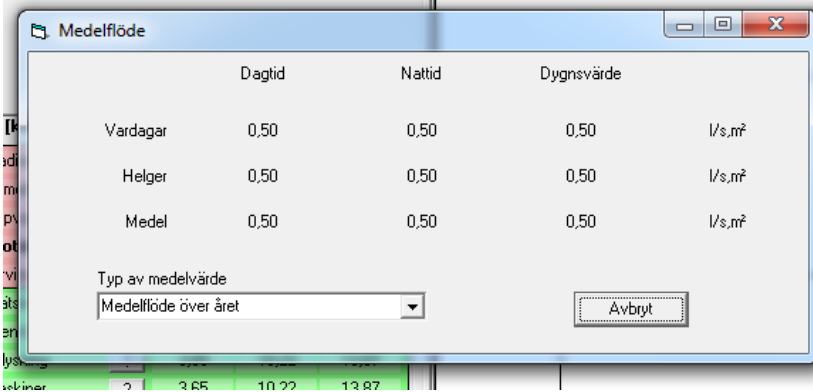 Medelflöde
Dagtid Nattid Dygnsvärde
Vardagar 0,50 0,50 0,50 l/s,m²
Helger 0,50 0,50 0,50 l/s,m²
Medel 0,50 0,50 0,50 l/s,m²
Typ av medelvärde
Medelflöde över året
Avbryt
?
3,65 10,22 13,87